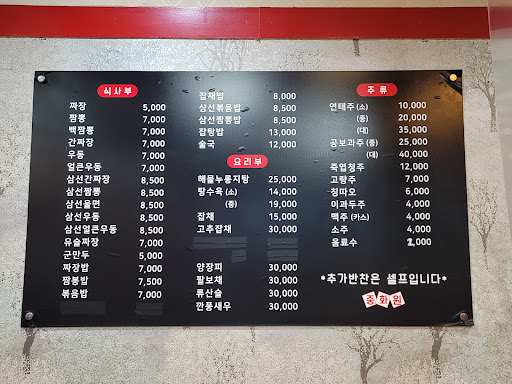 식사부
짜장 5,000
짬뽕 7,000
백짬뽕 7,000
간짜장 7,000
우동 7,000
얼큰우동 7,000
삼선간짜장 8,500
삼선짬뽕 8,500
삼선울면 8,500
삼선우동 8,500
삼선얼큰우동 8,500
유슬짜장 7,000
군만두 5,000
짜장밥 7,000
짬뽕밥 7,500
볶음밥 7,000
잡채밥 8,000
삼선볶음밥 8,500
삼선짬뽕밥 8,500
잡탕밥 13,000
술국 12,000
요리부
해물누룽지탕 25,000
탕수육 (소) 14,000
(중) 19,000
잡채 15,000
고추잡채 30,000
양장피 30,000
팔보채 30,000
류산슬 30,000
깐풍새우 30,000
주류
연태주 (소) 10,000
(중) 20,000
(대) 35,000
공보과주 (중) 25,000
(대) 40,000
죽엽청주 12,000
고량주 7,000
칭따오 6,000
이과두주 4,000
맥주 (카스) 4,000
소주 4,000
음료수 2,000
*추가반찬은 셀프입니다*
중화원